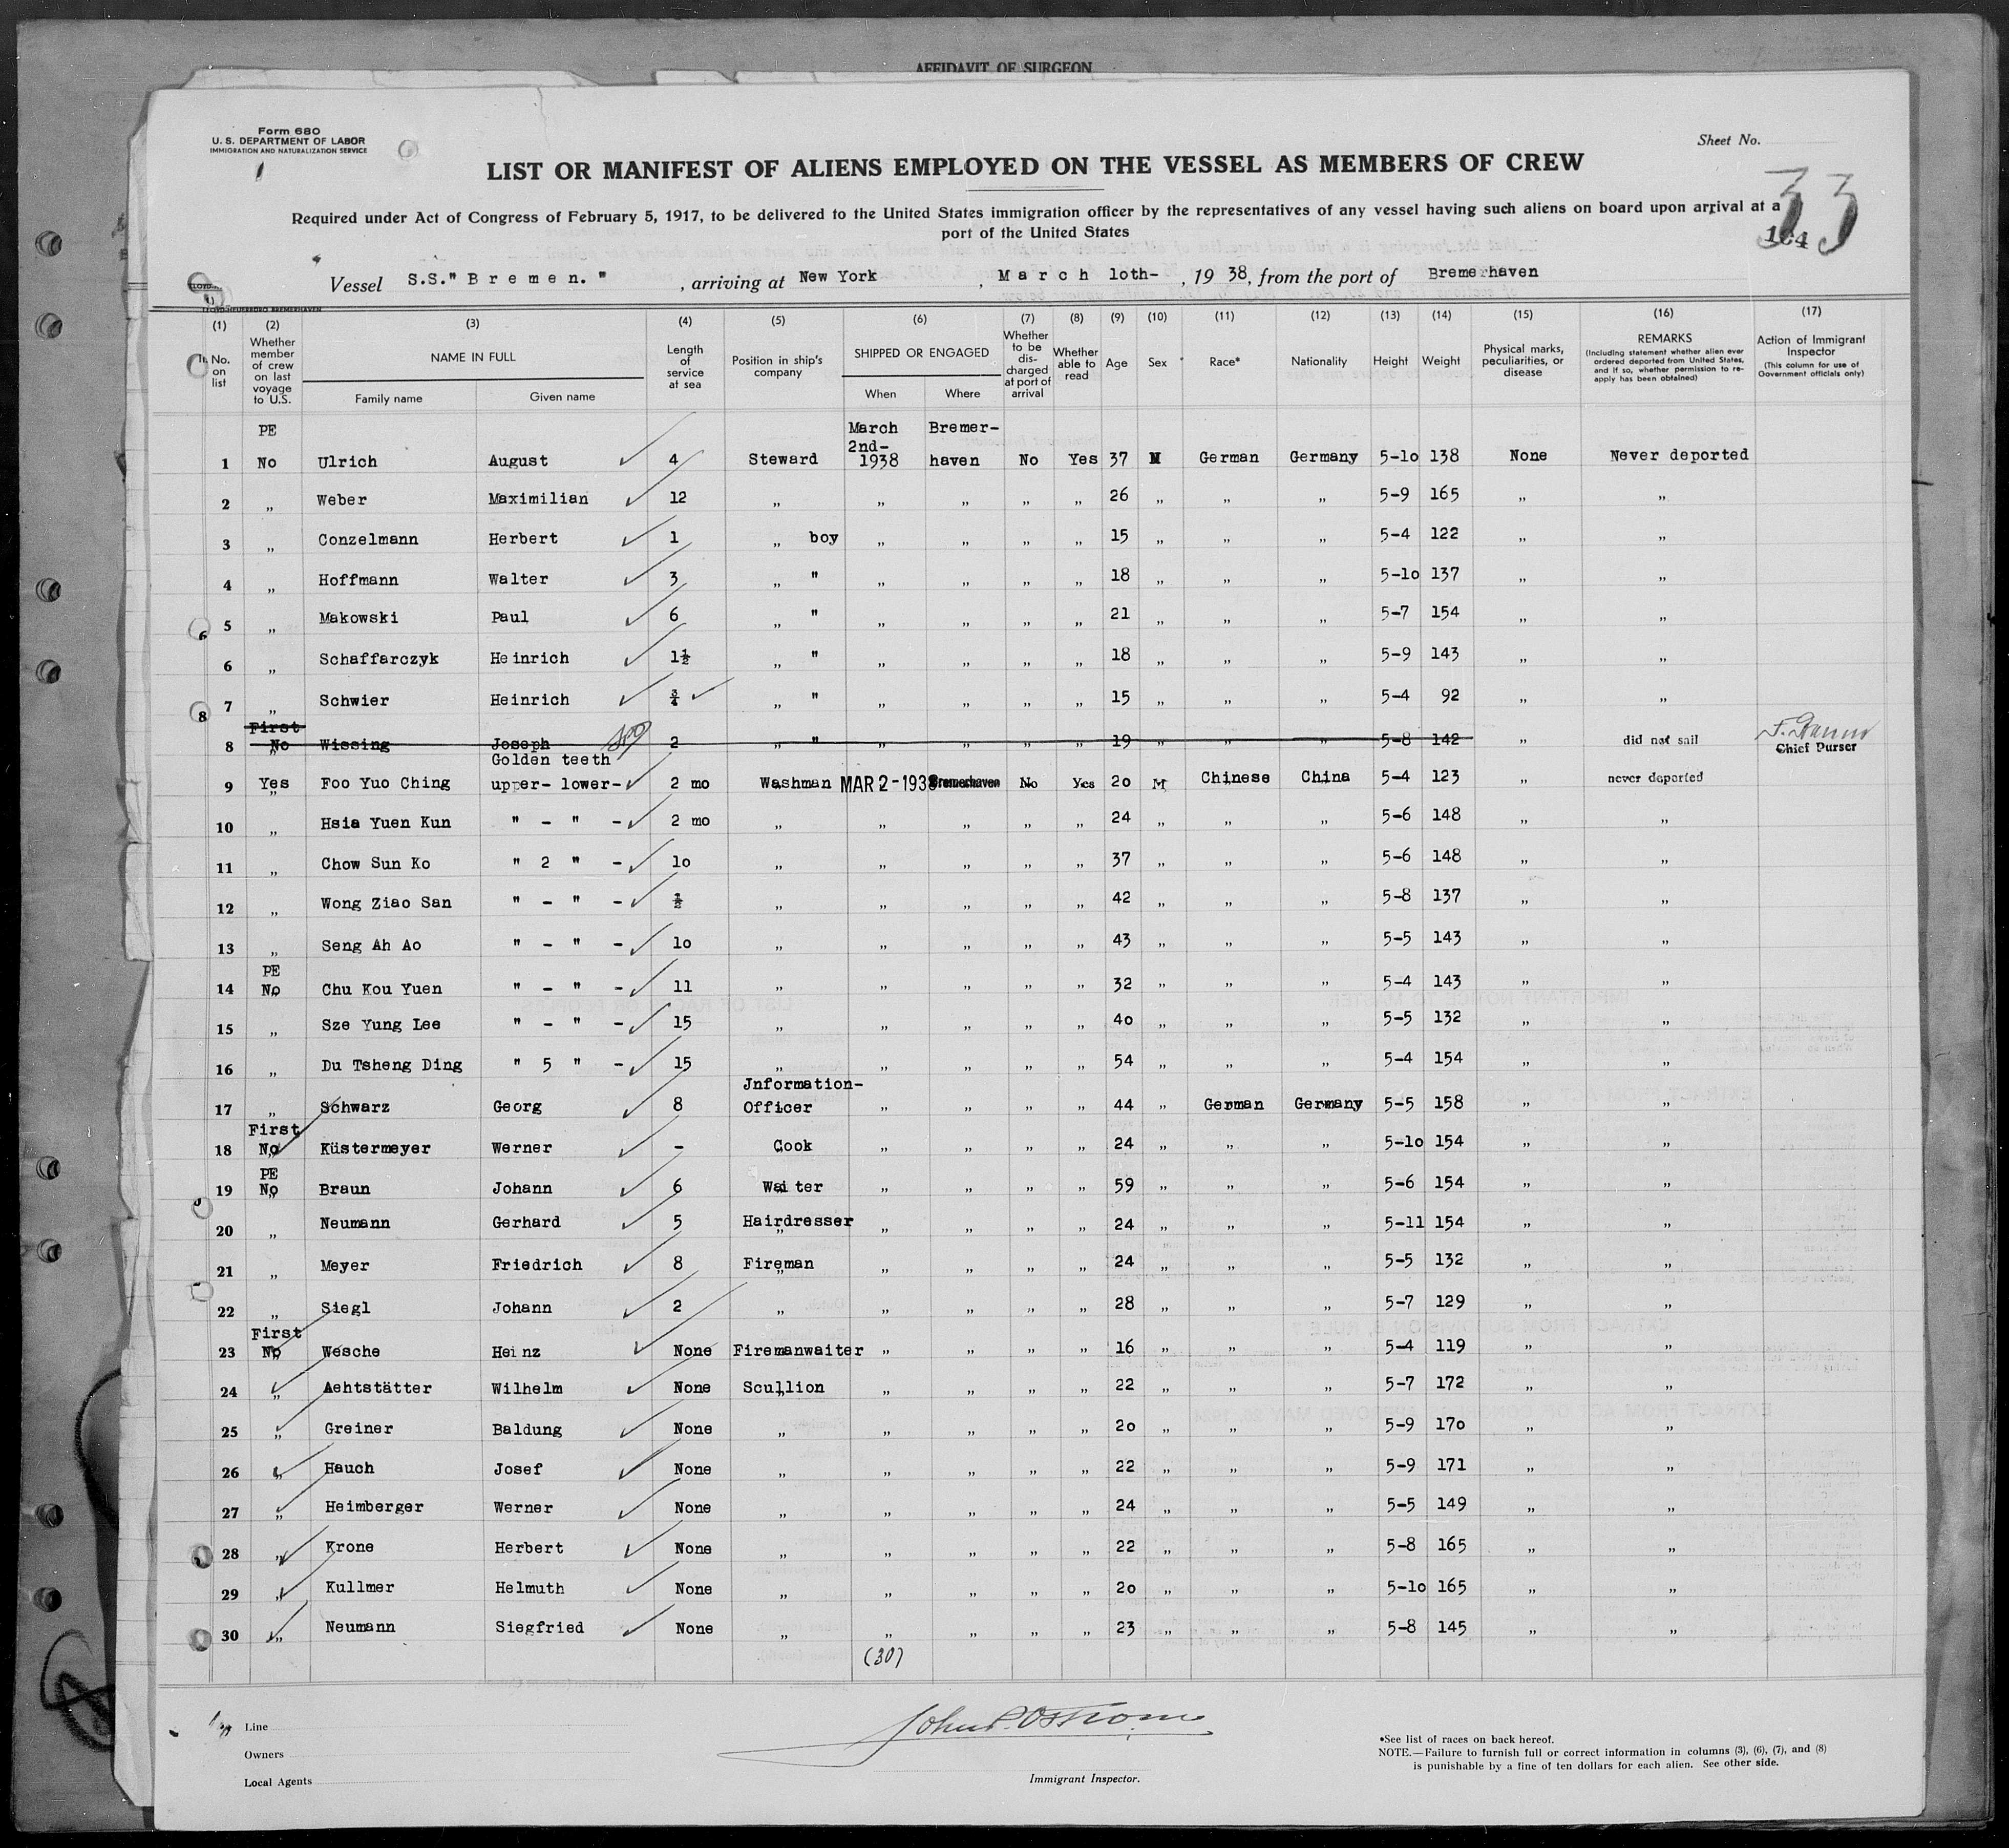 AFFIDAVIT OF SURGEON
Form 680
U. S. DEPARTMENT OF LABOR
IMMIGRATION AND NATURALIZATION SERVICE
Sheet No.
33
164
LIST OR MANIFEST OF ALIENS EMPLOYED ON THE VESSEL AS MEMBERS OF CREW
Required under Act of Congress of February 5, 1917, to be delivered to the United States immigration officer by the representatives of any vessel having such aliens on board upon arrival at a
port of the United States
Vessel S.S." B r e m e n. " , arriving at New York , M a r c h loth- , 19 38, from the port of Bremerhaven
(1) (2) (3) (4) (5) (6) (7) (8) (9) (10) (11) (12) (13) (14) (15) (16) (17)
No. on list
Whether member of crew on last voyage to U.S.
NAME IN FULL
Family name Given name
Length of service at sea
Position in ship's company
SHIPPED OR ENGAGED
When Where
Whether to be discharged at port of arrival
Whether able to read
Age
Sex
Race*
Nationality
Height
Weight
Physical marks, peculiarities, or disease
REMARKS
(Including statement whether alien ever ordered deported from United States, and if so, whether permission to re-apply has been obtained)
Action of Immigrant Inspector
(This column for use of Government officials only)
PE March 2nd- Bremer-
1 No Ulrich August 4 Steward 1938 haven No Yes 37 M German Germany 5-lo 138 None Never deported
2 „ Weber Maximilian 12 „ „ „ „ „ 26 „ „ „ 5-9 165 „ „
3 „ Conzelmann Herbert 1 „ boy „ „ „ „ 15 „ „ „ 5-4 122 „ „
4 „ Hoffmann Walter 3 „ " „ „ „ „ 18 „ „ „ 5-lo 137 „ „
5 „ Makowski Paul 6 „ " „ „ „ „ 21 „ „ „ 5-7 154 „ „
6 „ Schaffarczyk Heinrich 1½ „ " „ „ „ „ 18 „ „ „ 5-9 143 „ „
7 „ Schwier Heinrich ¾ „ " „ „ „ „ 15 „ „ „ 5-4 92 „ „
First
8 No Wissing Joseph 2 „ " „ „ „ „ 19 „ „ „ 5-8 142 „ did not sail Chief Purser
Golden teeth
9 Yes Foo Yuo Ching upper- lower- 2 mo Washman MAR 2-1938 Bremerhaven No Yes 2o M Chinese China 5-4 123 „ never deported
10 „ Hsia Yuen Kun " - " - 2 mo „ „ „ „ „ 24 „ „ „ 5-6 148 „ „
11 „ Chow Sun Ko " 2 " - lo „ „ „ „ „ 37 „ „ „ 5-6 148 „ „
12 „ Wong Ziao San " - " - ½ „ „ „ „ „ 42 „ „ „ 5-8 137 „ „
13 „ Seng Ah Ao " - " - lo „ „ „ „ „ 43 „ „ „ 5-5 143 „ „
PE
14 No Chu Kou Yuen " - " - 11 „ „ „ „ „ 32 „ „ „ 5-4 143 „ „
15 „ Sze Yung Lee " - " - 15 „ „ „ „ „ 4o „ „ „ 5-5 132 „ „
16 „ Du Tsheng Ding " 5 " - 15 „ „ „ „ „ 54 „ „ „ 5-4 154 „ „
Jnformation-
17 „ Schwarz Georg 8 Officer „ „ „ „ 44 „ German Germany 5-5 158 „ „
First
18 No Küstermeyer Werner - Cook „ „ „ „ 24 „ „ „ 5-lo 154 „ „
PE
19 No Braun Johann 6 Waiter „ „ „ „ 59 „ „ „ 5-6 154 „ „
20 „ Neumann Gerhard 5 Hairdresser „ „ „ „ 24 „ „ „ 5-11 154 „ „
21 „ Meyer Friedrich 8 Fireman „ „ „ „ 24 „ „ „ 5-5 132 „ „
22 „ Siegl Johann 2 „ „ „ „ „ 28 „ „ „ 5-7 129 „ „
First
23 No Wesche Heinz None Firemanwaiter „ „ „ „ 16 „ „ „ 5-4 119 „ „
24 „ Aehtstätter Wilhelm None Scullion „ „ „ „ 22 „ „ „ 5-7 172 „ „
25 „ Greiner Baldung None „ „ „ „ „ 2o „ „ „ 5-9 17o „ „
26 „ Hauch Josef None „ „ „ „ „ 22 „ „ „ 5-9 171 „ „
27 „ Heimberger Werner None „ „ „ „ „ 24 „ „ „ 5-5 149 „ „
28 „ Krone Herbert None „ „ „ „ „ 22 „ „ „ 5-8 165 „ „
29 „ Kullmer Helmuth None „ „ „ „ „ 2o „ „ „ 5-lo 165 „ „
30 „ Neumann Siegfried None „ „ „ „ „ 23 „ „ „ 5-8 145 „ „
(30)
Line
Owners
Local Agents
John P. Ostrom
Immigrant Inspector.
*See list of races on back hereof.
NOTE.—Failure to furnish full or correct information in columns (3), (6), (7), and (8)
is punishable by a fine of ten dollars for each alien. See other side.